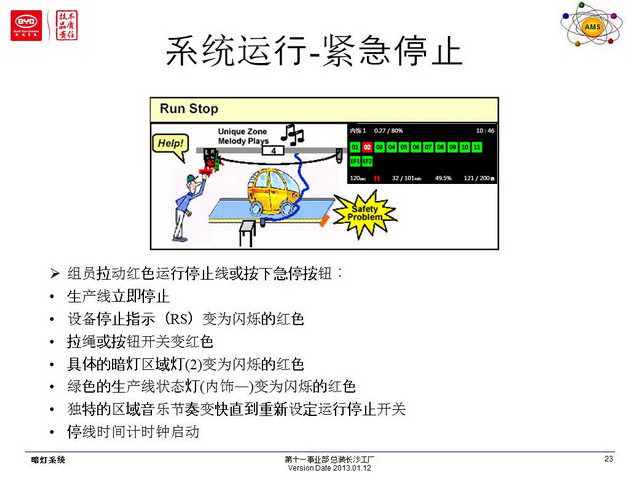 BYD
技术
品质
责任
AMS
系统运行-紧急停止
Run Stop
Help!
Unique Zone
Melody Plays
4
Safety
Problem
内饰 1 0.27 / 80% 10 : 46
01 02 03 04 05 06 07 08 09 10 11
EF1 EF2
120sec 32 / 101min 49.5% 121 / 200辆
➢ 组员拉动红色运行停止线或按下急停按钮：
• 生产线立即停止
• 设备停止指示（RS）变为闪烁的红色
• 拉绳或按钮开关变红色
• 具体的暗灯区域灯(2)变为闪烁的红色
• 绿色的生产线状态灯(内饰一)变为闪烁的红色
• 独特的区域音乐节奏变快直到重新设定运行停止开关
• 停线时间计时钟启动
暗灯系统
第十一事业部总装长沙工厂
Version Date 2013.01.12
23